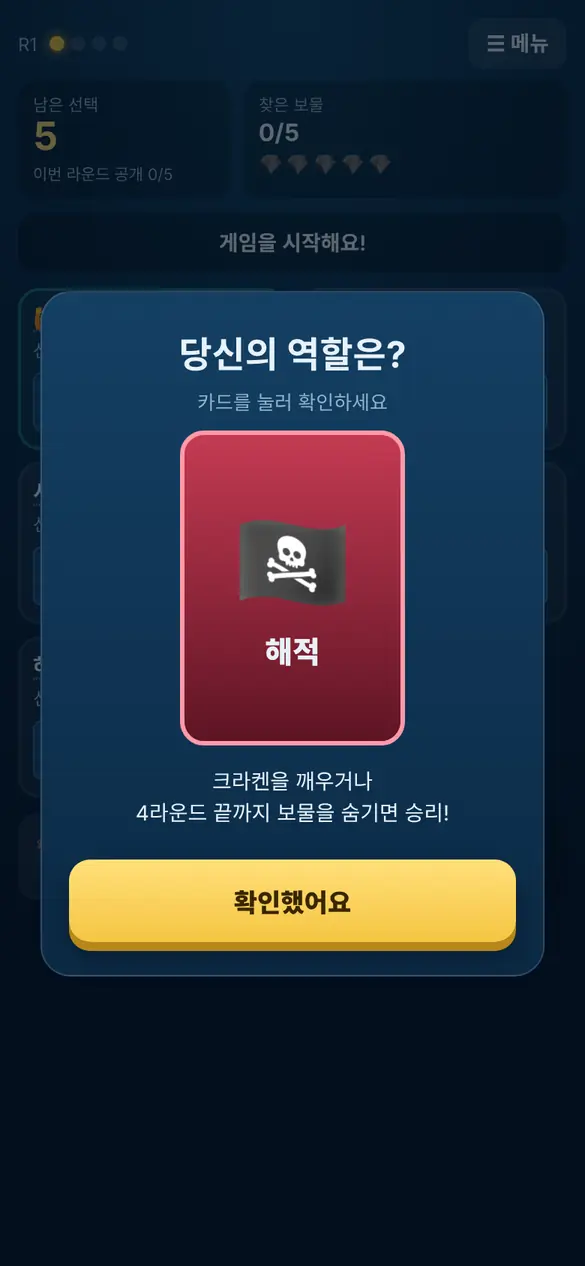 R1
☰ 메뉴
남은 선택
5
이번 라운드 공개 0/5
찾은 보물
0/5
게임을 시작해요!
당신의 역할은?
카드를 눌러 확인하세요
해적
크라켄을 깨우거나
4라운드 끝까지 보물을 숨기면 승리!
확인했어요